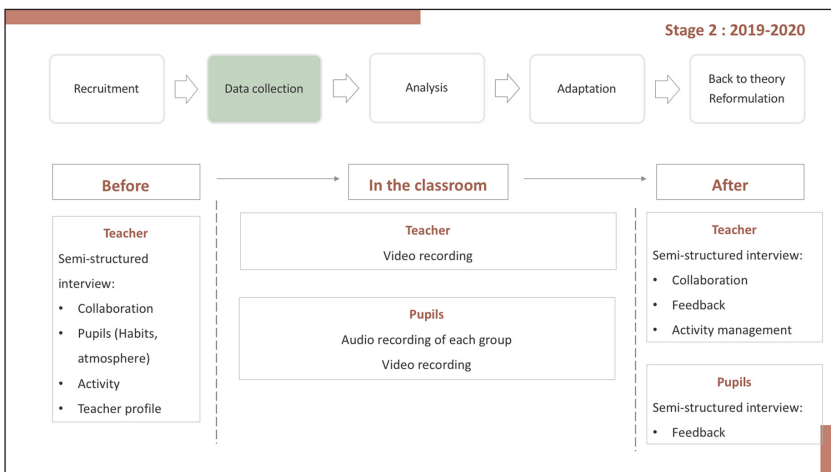 Stage 2 : 2019-2020
Recruitment
Data collection
Analysis
Adaptation
Back to theory
Reformulation
Before
In the classroom
After
Teacher
Semi-structured
interview:
• Collaboration
• Pupils (Habits,
atmosphere)
• Activity
• Teacher profile
Teacher
Video recording
Pupils
Audio recording of each group
Video recording
Teacher
Semi-structured interview:
• Collaboration
• Feedback
• Activity management
Pupils
Semi-structured interview:
• Feedback